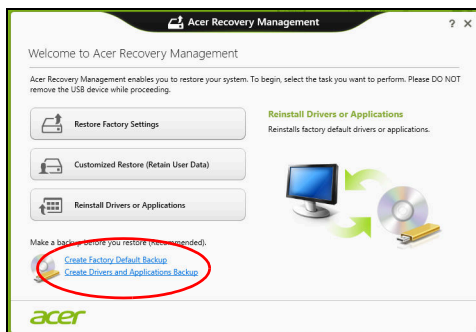 Acer Recovery Management
? ×
Welcome to Acer Recovery Management
Acer Recovery Management enables you to restore your system. To begin, select the task you want to perform. Please DO NOT
remove the USB device while proceeding.
Restore Factory Settings
Customized Restore (Retain User Data)
Reinstall Drivers or Applications
Reinstall Drivers or Applications
Reinstalls factory default drivers or applications.
Make a backup before you restore (Recommended).
Create Factory Default Backup
Create Drivers and Applications Backup
acer